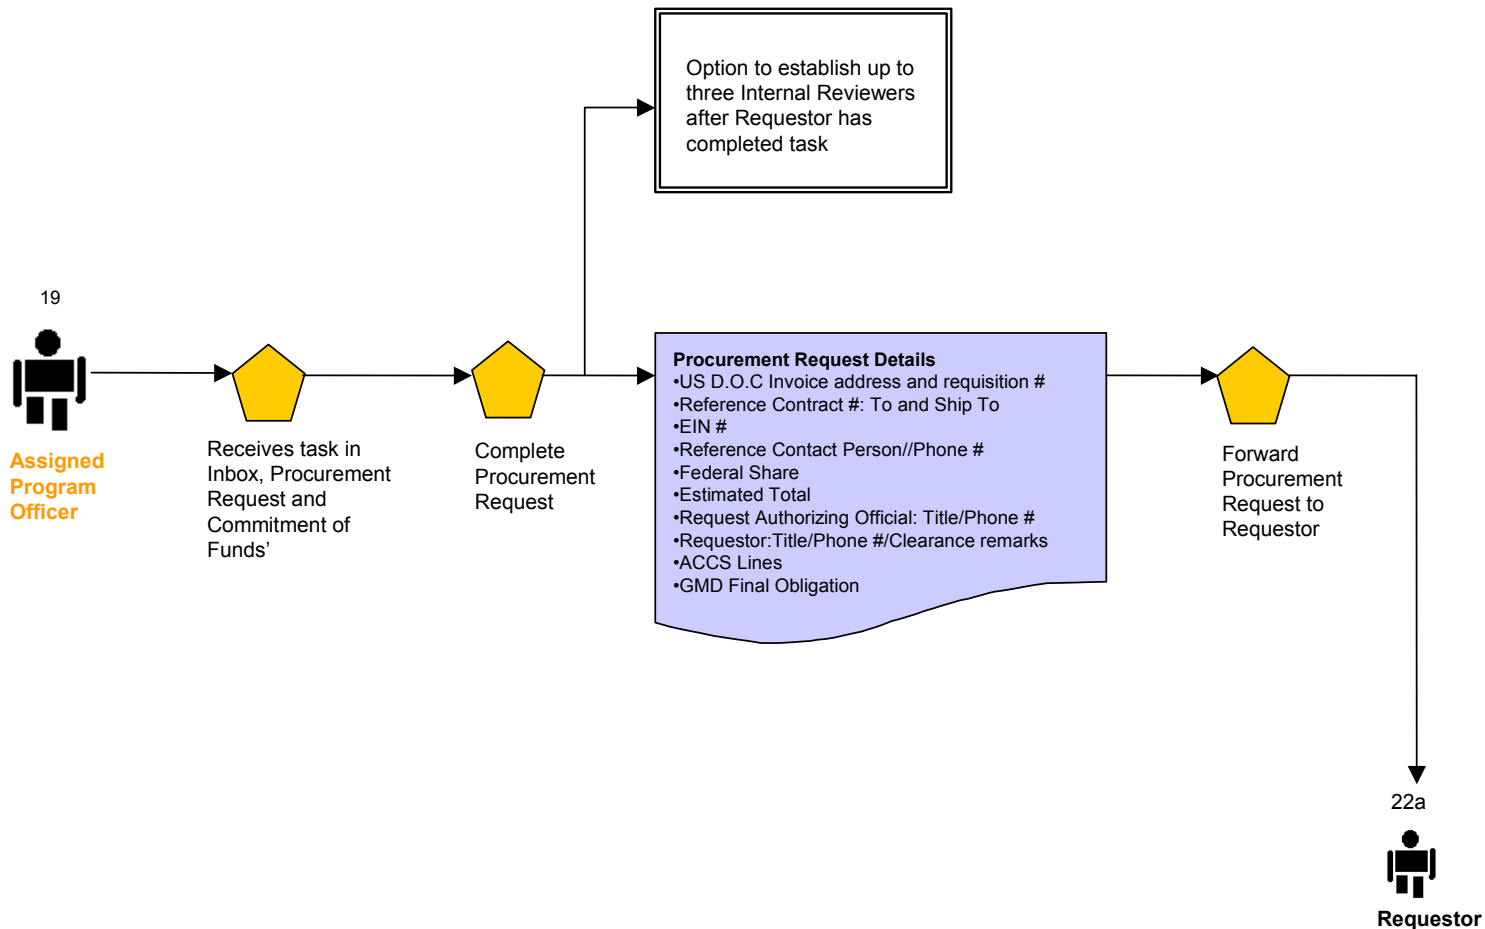 Option to establish up to
three Internal Reviewers
after Requestor has
completed task
19
Assigned
Program
Officer
Receives task in
Inbox, Procurement
Request and
Commitment of
Funds’
Complete
Procurement
Request
Procurement Request Details
•US D.O.C Invoice address and requisition #
•Reference Contract #: To and Ship To
•EIN #
•Reference Contact Person//Phone #
•Federal Share
•Estimated Total
•Request Authorizing Official: Title/Phone #
•Requestor:Title/Phone #/Clearance remarks
•ACCS Lines
•GMD Final Obligation
Forward
Procurement
Request to
Requestor
22a
Requestor